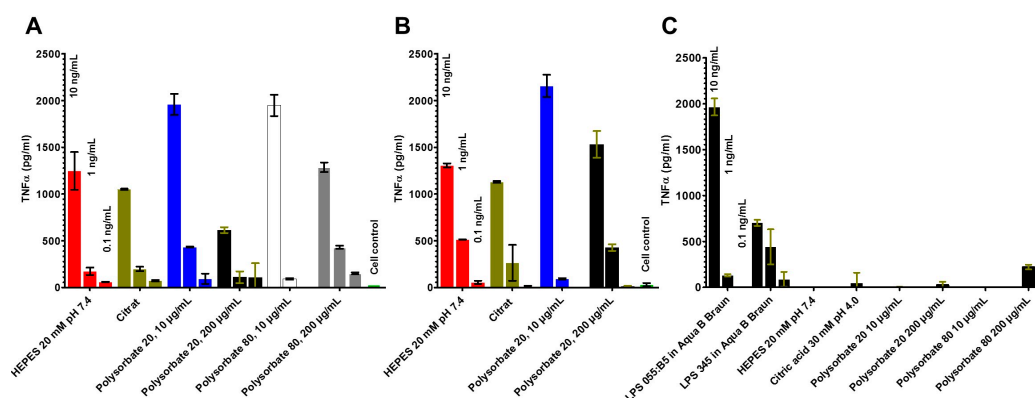 A
TNFα (pg/ml)
2500
2000
1500
1000
500
0
10 ng/mL
1 ng/mL
0.1 ng/mL
Cell control
HEPES 20 mM pH 7.4
Citrat
Polysorbate 20, 10 µg/mL
Polysorbate 20, 200 µg/mL
Polysorbate 80, 10 µg/mL
Polysorbate 80, 200 µg/mL
B
TNFα (pg/ml)
2500
2000
1500
1000
500
0
10 ng/mL
1 ng/mL
0.1 ng/mL
Cell control
HEPES 20 mM pH 7.4
Citrat
Polysorbate 20, 10 µg/mL
Polysorbate 20, 200 µg/mL
C
TNFα (pg/ml)
2500
2000
1500
1000
500
0
10 ng/mL
1 ng/mL
0.1 ng/mL
LPS 055:B5 in Aqua B Braun
LPS 345 in Aqua B Braun
HEPES 20 mM pH 7.4
Citric acid 30 mM pH 4.0
Polysorbate 20 10 µg/mL
Polysorbate 20 200 µg/mL
Polysorbate 80 10 µg/mL
Polysorbate 80 200 µg/mL